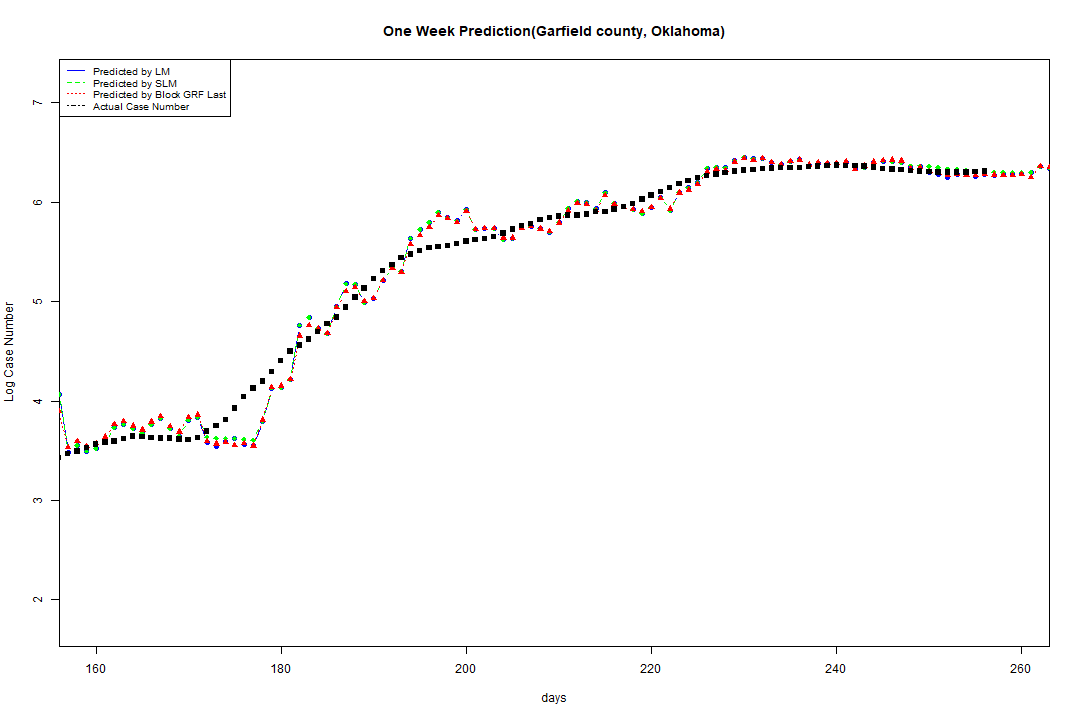 One Week Prediction(Garfield county, Oklahoma)
Predicted by LM
Predicted by SLM
Predicted by Block GRF Last
Actual Case Number
7
6
5
4
3
2
Log Case Number
160 180 200 220 240 260
days